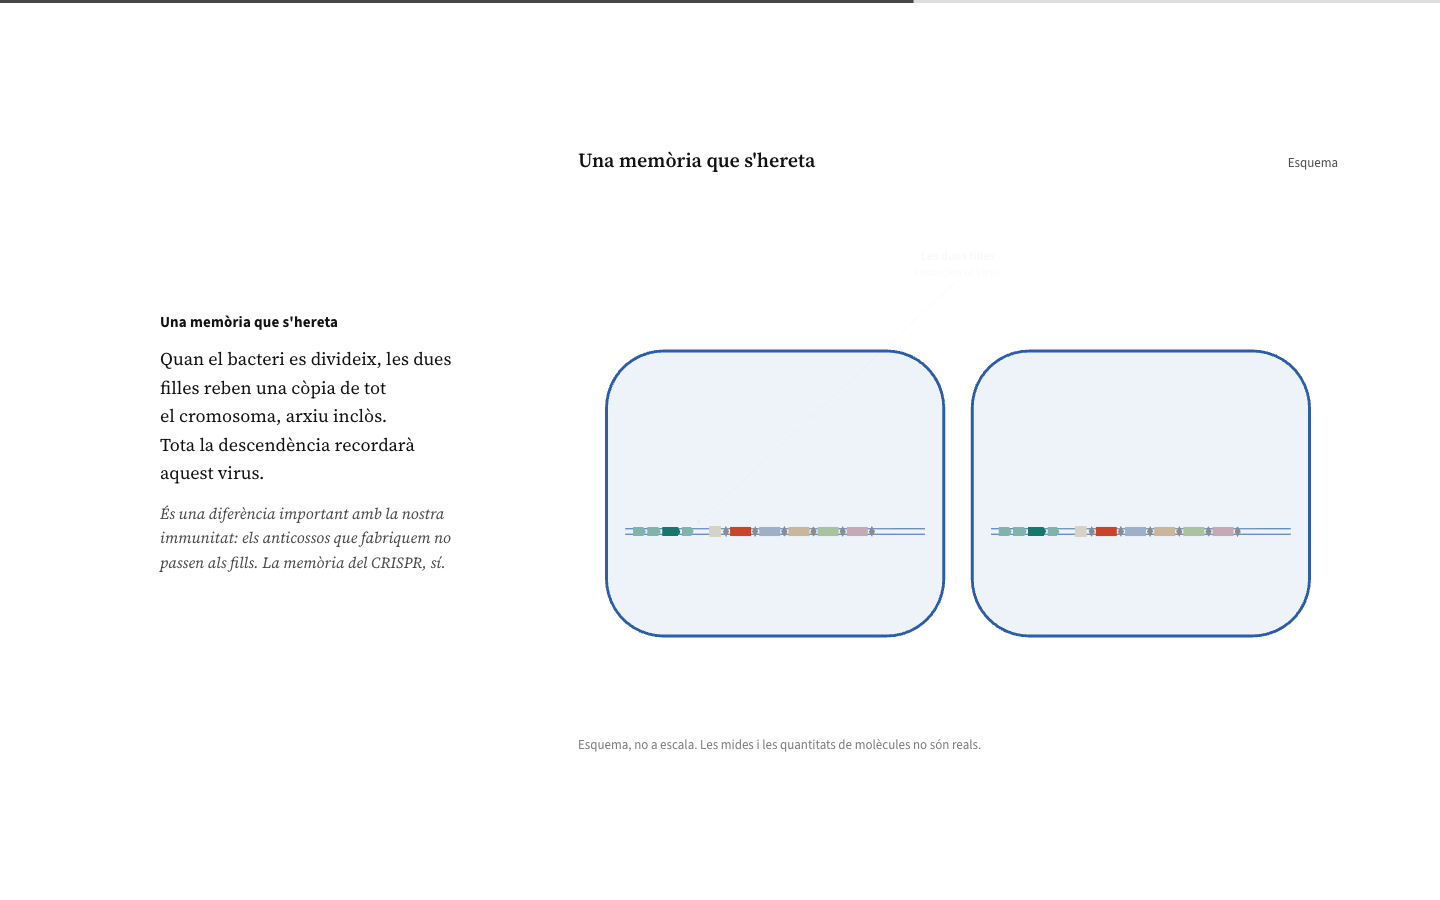 Una memòria que s'hereta
Esquema
Les dues filles
Una memòria que s'hereta
Quan el bacteri es divideix, les dues
filles reben una còpia de tot
el cromosoma, arxiu inclòs.
Tota la descendència recordarà
aquest virus.
És una diferència important amb la nostra
immunitat: els anticossos que fabriquem no
passen als fills. La memòria del CRISPR, sí.
Esquema, no a escala. Les mides i les quantitats de molècules no són reals.